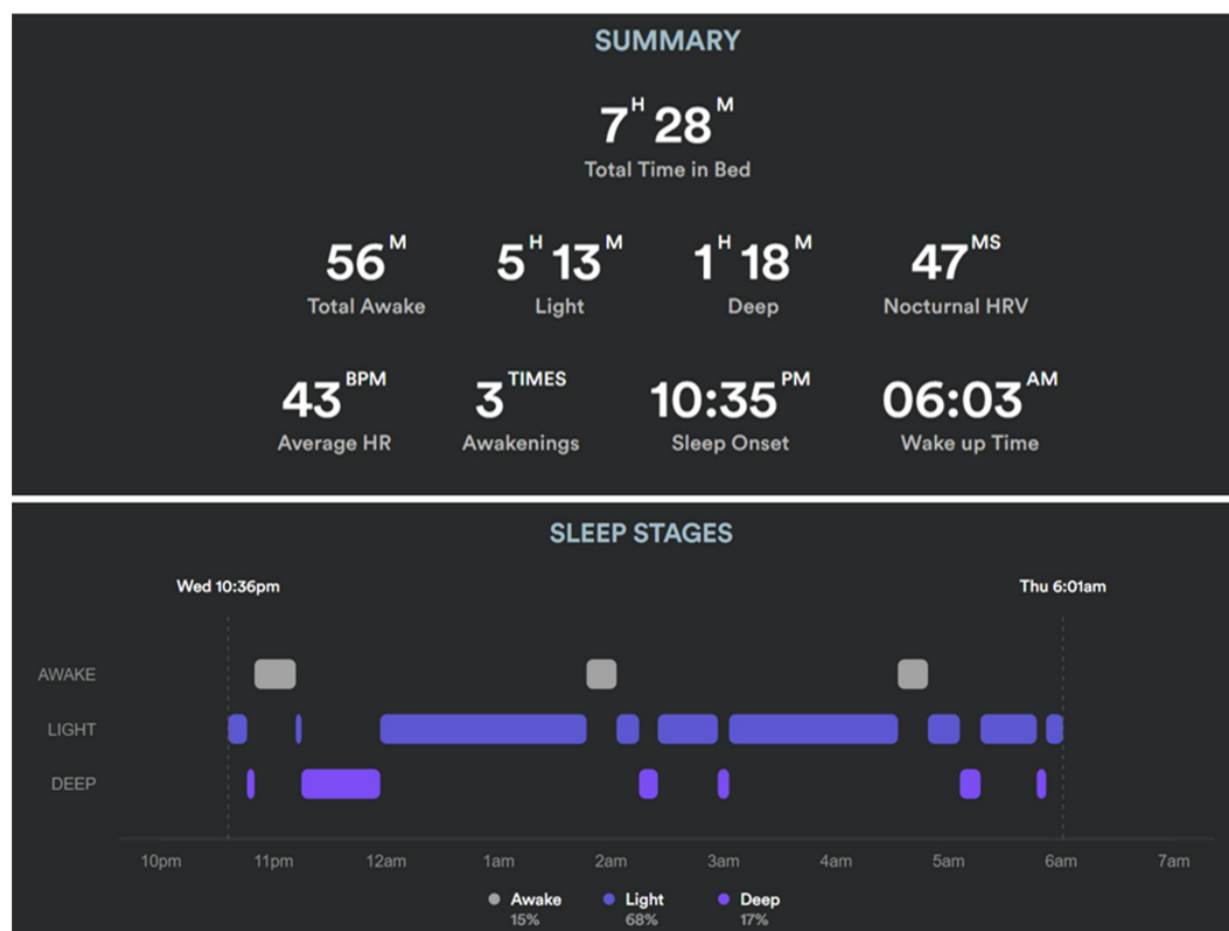 SUMMARY
7H 28M
Total Time in Bed
56M 5H 13M 1H 18M 47MS
Total Awake Light Deep Nocturnal HRV
43BPM 3TIMES 10:35PM 06:03AM
Average HR Awakenings Sleep Onset Wake up Time
SLEEP STAGES
Wed 10:36pm Thu 6:01am
AWAKE
LIGHT
DEEP
10pm 11pm 12am 1am 2am 3am 4am 5am 6am 7am
Awake Light Deep
15% 68% 17%